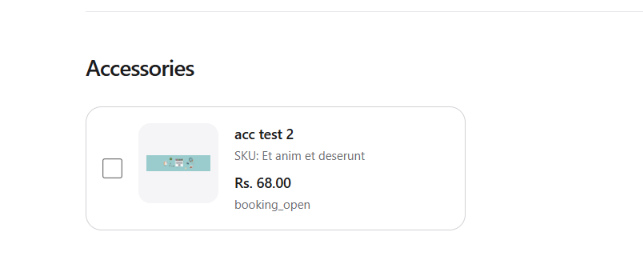 Accessories
acc test 2
SKU: Et anim et deserunt
Rs. 68.00
booking_open